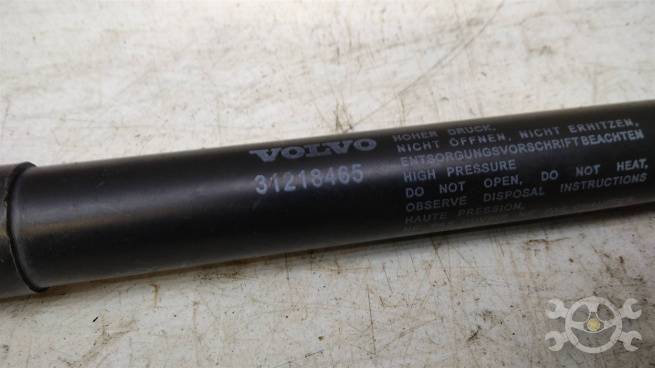 VOLVO
31218465
HOHER DRUCK.
NICHT ÖFFNEN, NICHT ERHITZEN,
ENTSORGUNGSVORSCHRIFT BEACHTEN
HIGH PRESSURE
DO NOT OPEN, DO NOT HEAT,
OBSERVE DISPOSAL INSTRUCTIONS
HAUTE PRESSION.